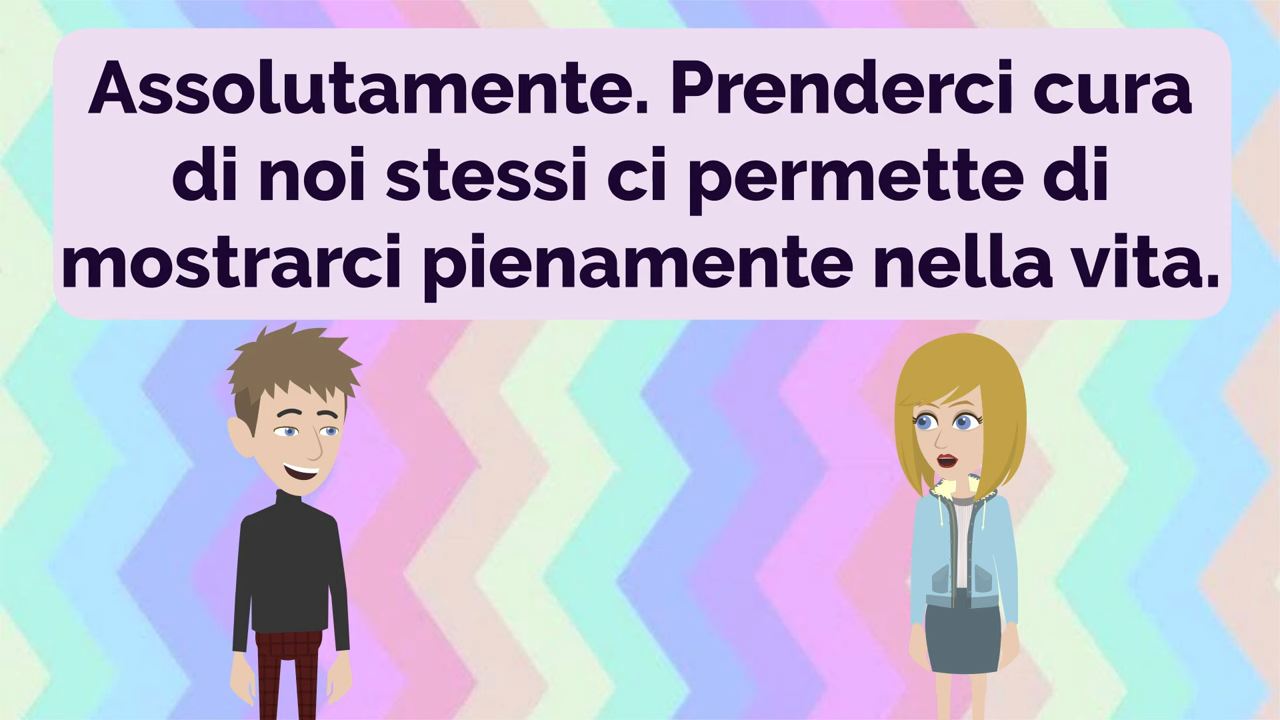 Assolutamente. Prenderci cura
di noi stessi ci permette di
mostrarci pienamente nella vita.